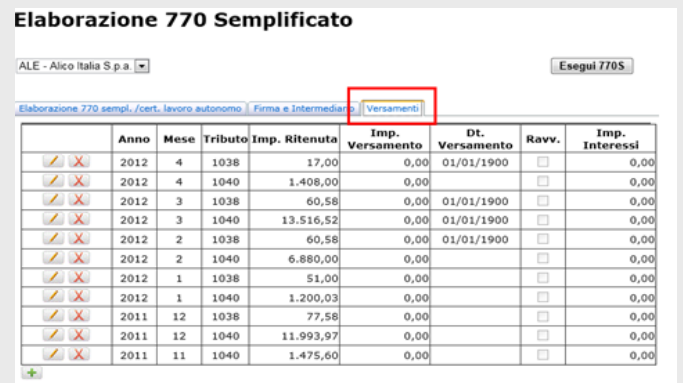 Elaborazione 770 Semplificato
ALE - Alico Italia S.p.a. Esegui 770S
Elaborazione 770 sempl. /cert. lavoro autonomo Firma e Intermediario Versamenti
Anno Mese Tributo Imp. Ritenuta Imp. Versamento Dt. Versamento Ravv. Imp. Interessi
2012 4 1038 17,00 0,00 01/01/1900 0,00
2012 4 1040 1.408,00 0,00 0,00
2012 3 1038 60,58 0,00 01/01/1900 0,00
2012 3 1040 13.516,52 0,00 01/01/1900 0,00
2012 2 1038 60,58 0,00 01/01/1900 0,00
2012 2 1040 6.880,00 0,00 0,00
2012 1 1038 51,00 0,00 0,00
2012 1 1040 1.200,03 0,00 0,00
2011 12 1038 77,58 0,00 0,00
2011 12 1040 11.993,97 0,00 0,00
2011 11 1040 1.475,60 0,00 0,00